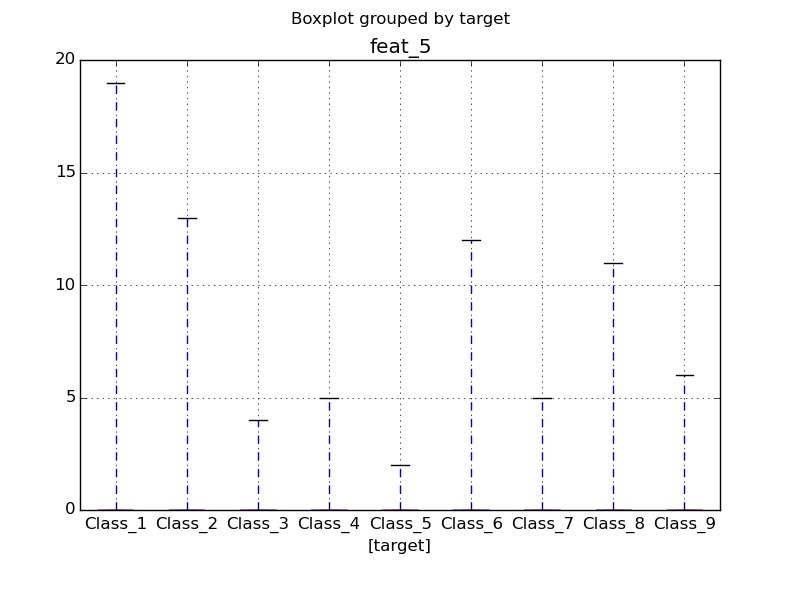 Boxplot grouped by target
feat_5
20
15
10
5
0
Class_1 Class_2 Class_3 Class_4 Class_5 Class_6 Class_7 Class_8 Class_9
[target]